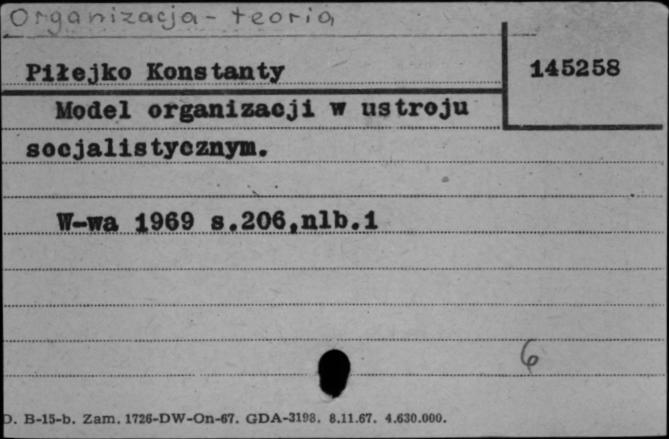 Organizacja - teoria
Piłejko Konstanty
145258
Model organizacji w ustroju
socjalistycznym.
W-wa 1969 s.206,nlb.1
6
D. B-15-b. Zam. 1726-DW-On-67. GDA-3198. 8.11.67. 4.630.000.